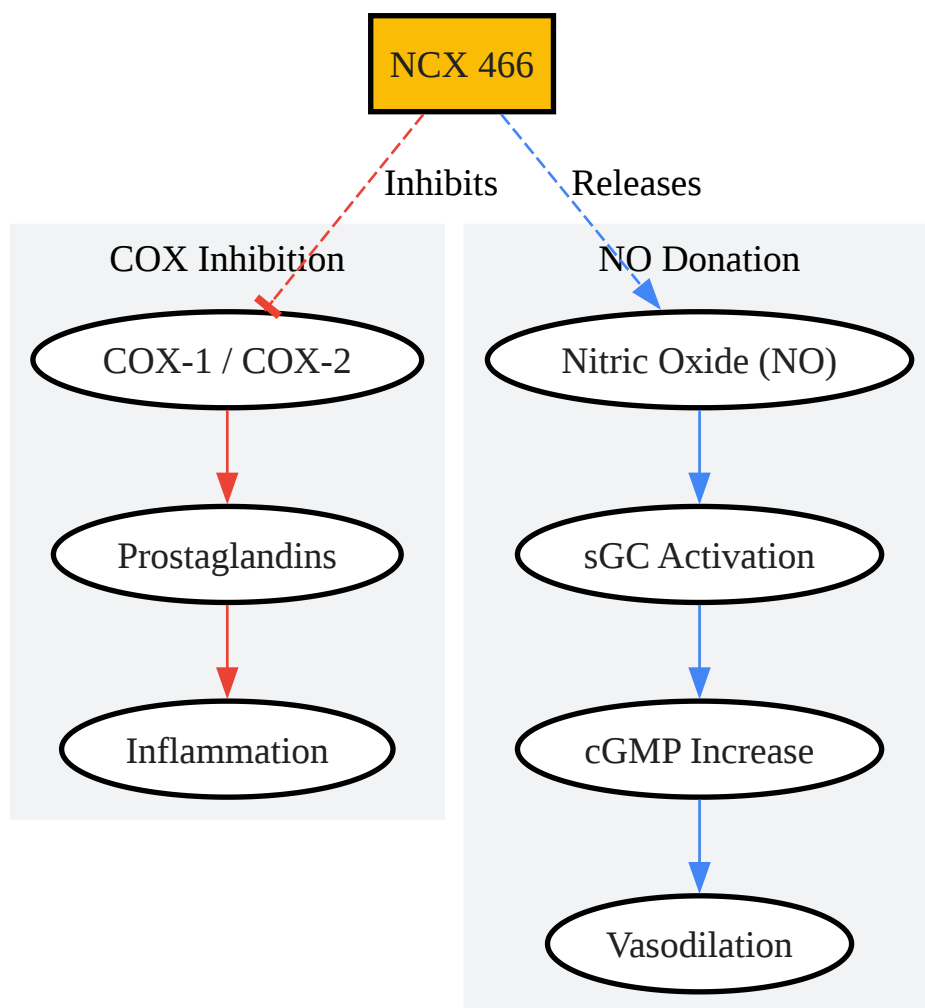 NCX 466
Inhibits
Releases
COX Inhibition
NO Donation
COX-1 / COX-2
Nitric Oxide (NO)
Prostaglandins
sGC Activation
Inflammation
cGMP Increase
Vasodilation